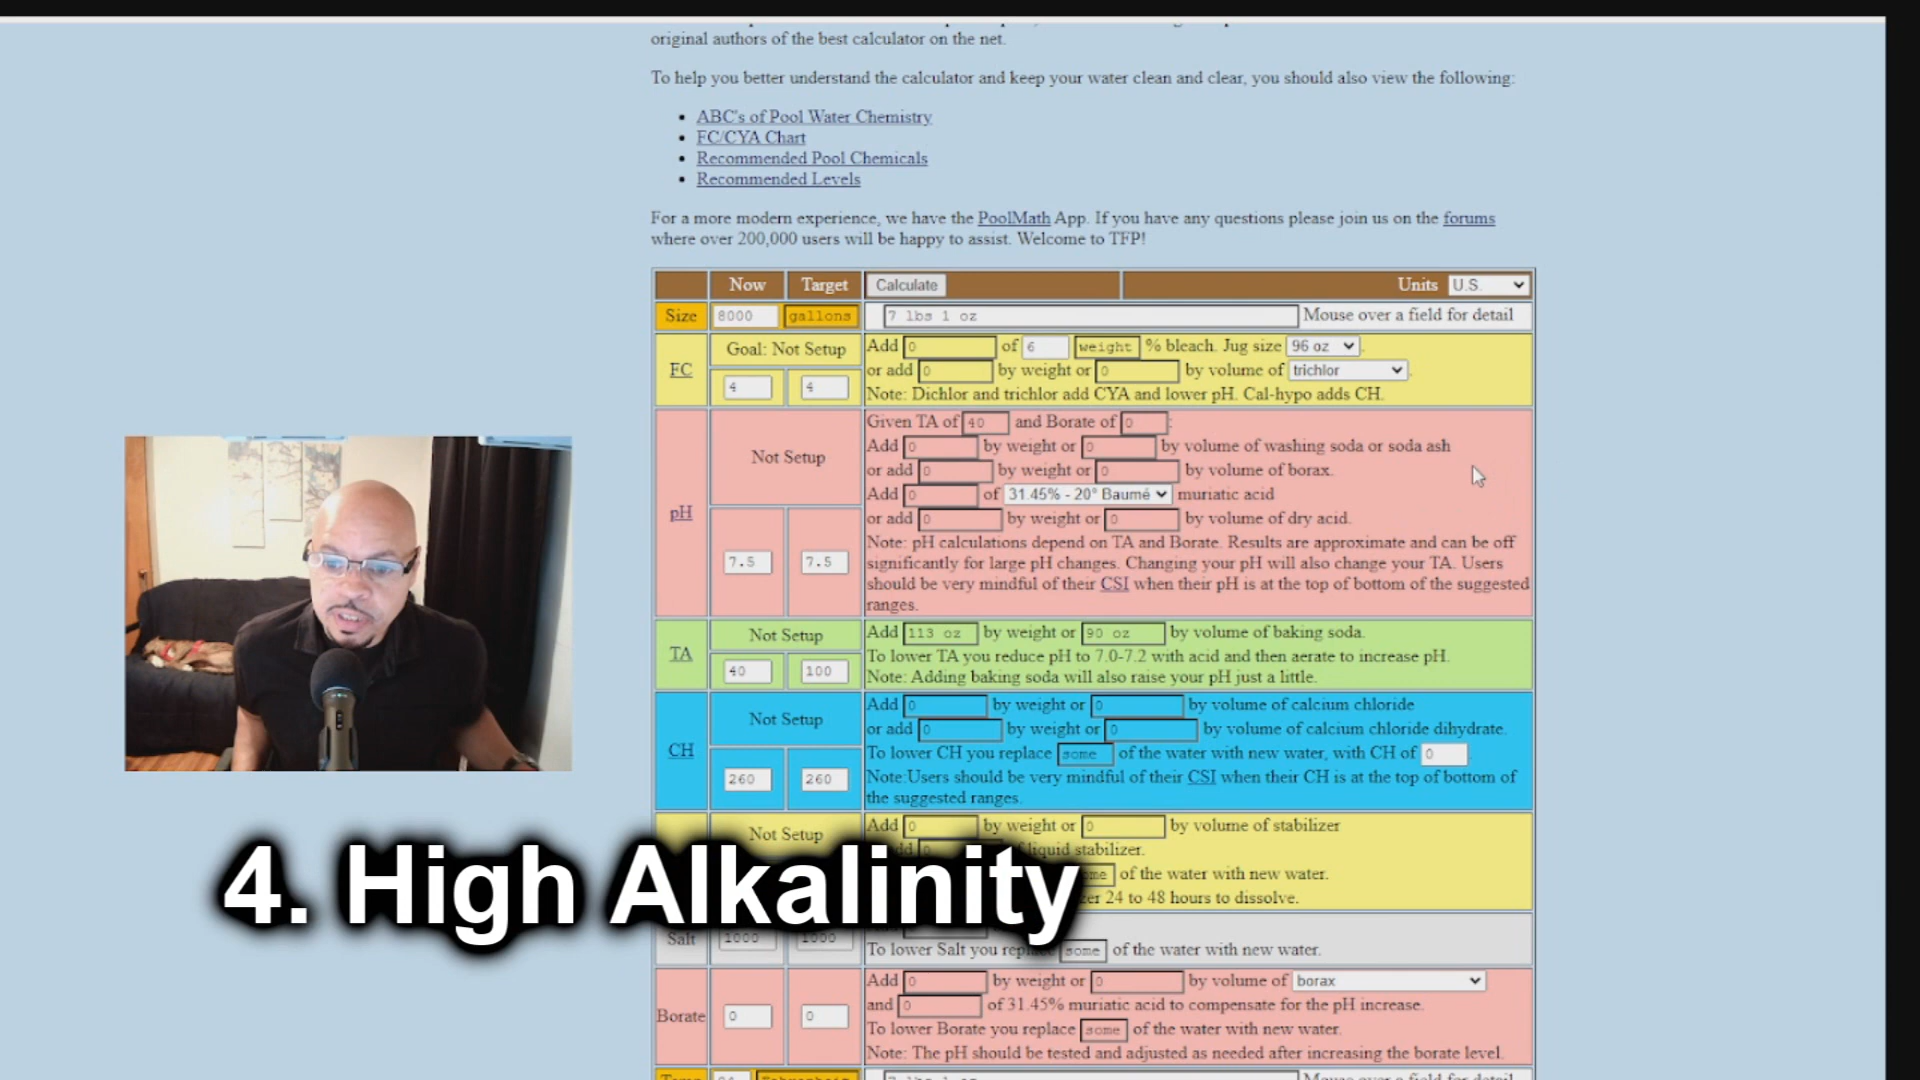 original authors of the best calculator on the net.
To help you better understand the calculator and keep your water clean and clear, you should also view the following:
ABC's of Pool Water Chemistry
FC/CYA Chart
Recommended Pool Chemicals
Recommended Levels
For a more modern experience, we have the PoolMath App. If you have any questions please join us on the forums
where over 200,000 users will be happy to assist. Welcome to TFP!
Now Target Calculate Units U.S.
Size 8000 gallons 7 lbs 1 oz Mouse over a field for detail
FC Goal: Not Setup 4 4
Add 0 of 6 weight % bleach. Jug size 96 oz .
or add 0 by weight or 0 by volume of trichlor .
Note: Dichlor and trichlor add CYA and lower pH. Cal-hypo adds CH.
pH Not Setup 7.5 7.5
Given TA of 40 and Borate of 0 :
Add 0 by weight or 0 by volume of washing soda or soda ash
or add 0 by weight or 0 by volume of borax.
Add 0 of 31.45% - 20° Baumé muriatic acid
or add 0 by weight or 0 by volume of dry acid.
Note: pH calculations depend on TA and Borate. Results are approximate and can be off
significantly for large pH changes. Changing your pH will also change your TA. Users
should be very mindful of their CSI when their pH is at the top of bottom of the suggested
ranges.
TA Not Setup 40 100
Add 113 oz by weight or 90 oz by volume of baking soda.
To lower TA you reduce pH to 7.0-7.2 with acid and then aerate to increase pH.
Note: Adding baking soda will also raise your pH just a little.
CH Not Setup 260 260
Add 0 by weight or 0 by volume of calcium chloride
or add 0 by weight or 0 by volume of calcium chloride dihydrate.
To lower CH you replace some of the water with new water, with CH of 0 .
Note:Users should be very mindful of their CSI when their CH is at the top of bottom of
the suggested ranges.
Not Setup
Add 0 by weight or 0 by volume of stabilizer
liquid stabilizer.
of the water with new water.
24 to 48 hours to dissolve.
4. High Alkalinity
Salt 1000 1000
To lower Salt you replace some of the water with new water.
Borate 0 0
Add 0 by weight or 0 by volume of borax
and 0 of 31.45% muriatic acid to compensate for the pH increase.
To lower Borate you replace some of the water with new water.
Note: The pH should be tested and adjusted as needed after increasing the borate level.